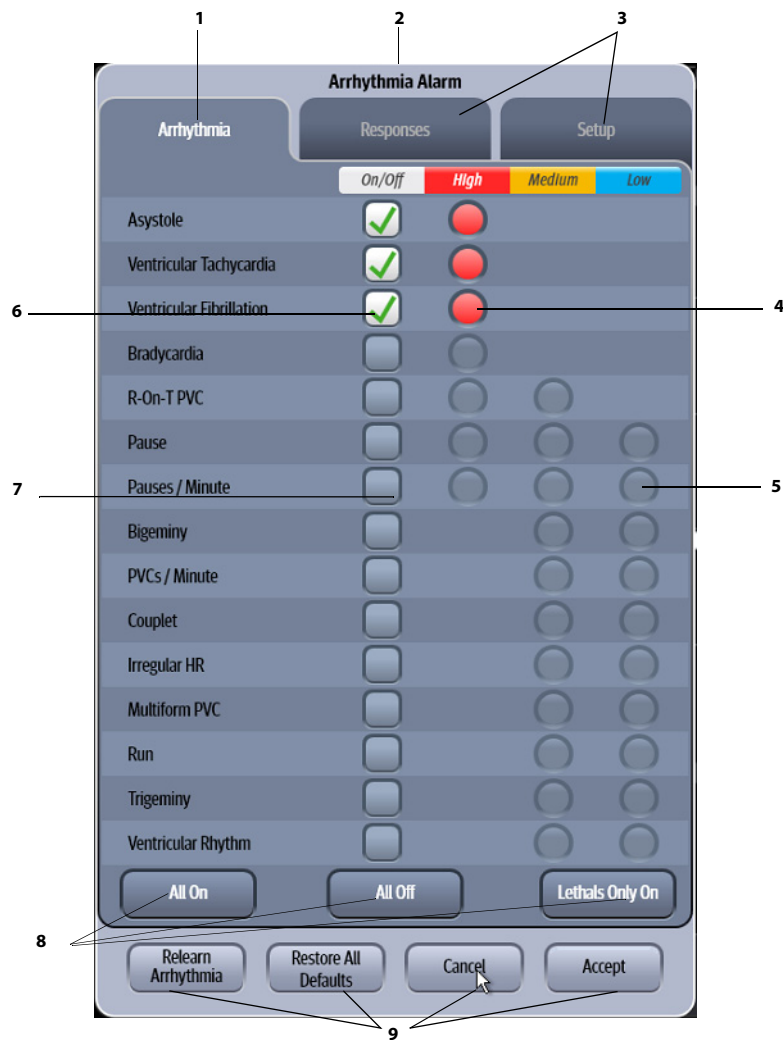 1
2
3
Arrhythmia Alarm
Arrhythmia
Responses
Setup
On/Off
High
Medium
Low
Asystole
Ventricular Tachycardia
Ventricular Fibrillation
6
4
Bradycardia
R-On-T PVC
Pause
Pauses / Minute
7
5
Bigeminy
PVCs / Minute
Couplet
Irregular HR
Multiform PVC
Run
Trigeminy
Ventricular Rhythm
All On
All Off
Lethals Only On
8
Relearn
Arrhythmia
Restore All
Defaults
Cancel
Accept
9